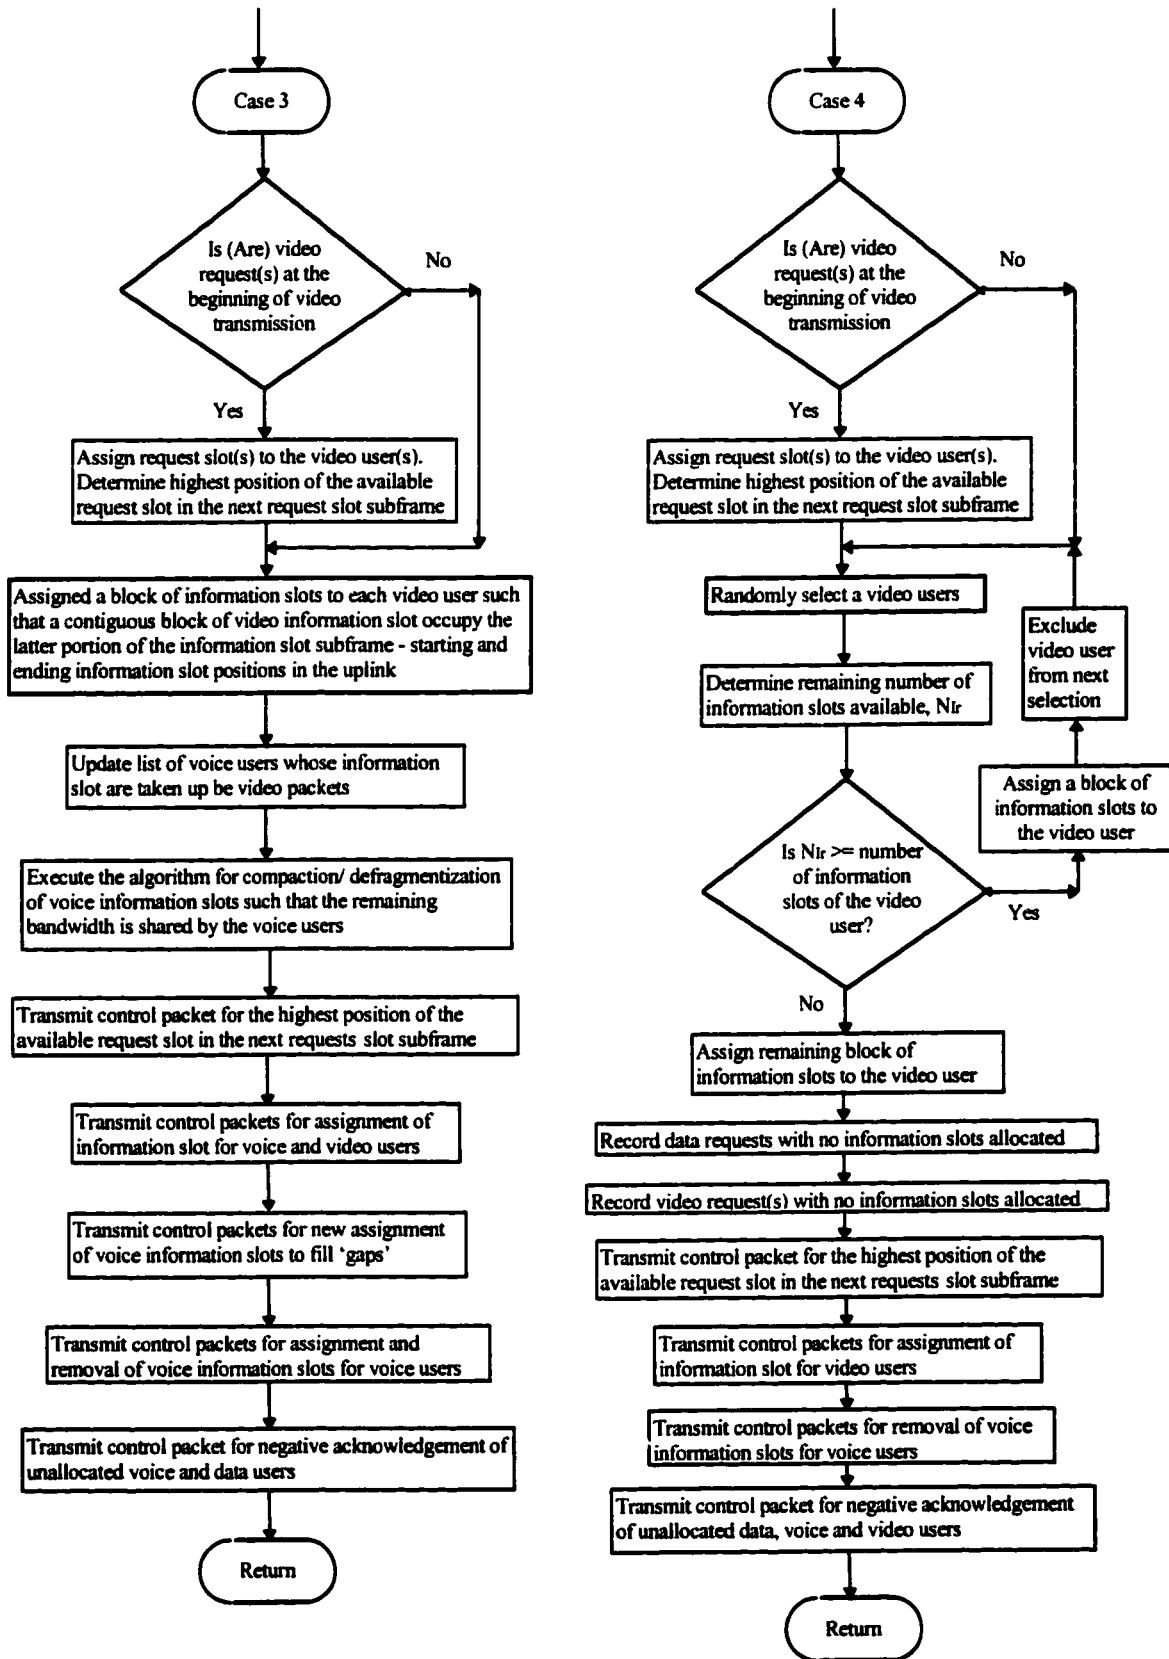 Case 3
Is (Are) video
request(s) at the
beginning of video
transmission
No
Yes
Assign request slot(s) to the video user(s).
Determine highest position of the available
request slot in the next request slot subframe
Assigned a block of information slots to each video user such
that a contiguous block of video information slot occupy the
latter portion of the information slot subframe - starting and
ending information slot positions in the uplink
Update list of voice users whose information
slot are taken up be video packets
Execute the algorithm for compaction/ defragmentization
of voice information slots such that the remaining
bandwidth is shared by the voice users
Transmit control packet for the highest position of the
available request slot in the next requests slot subframe
Transmit control packets for assignment of
information slot for voice and video users
Transmit control packets for new assignment
of voice information slots to fill 'gaps'
Transmit control packets for assignment and
removal of voice information slots for voice users
Transmit control packet for negative acknowledgement of
unallocated voice and data users
Return
Case 4
Is (Are) video
request(s) at the
beginning of video
transmission
No
Yes
Assign request slot(s) to the video user(s).
Determine highest position of the available
request slot in the next request slot subframe
Randomly select a video users
Determine remaining number of
information slots available, NIr
Is NIr >= number
of information
slots of the video
user?
Yes
Assign a block of
information slots to
the video user
Exclude
video user
from next
selection
No
Assign remaining block of
information slots to the video user
Record data requests with no information slots allocated
Record video request(s) with no information slots allocated
Transmit control packet for the highest position of the
available request slot in the next requests slot subframe
Transmit control packets for assignment of
information slot for video users
Transmit control packets for removal of voice
information slots for voice users
Transmit control packet for negative acknowledgement
of unallocated data, voice and video users
Return